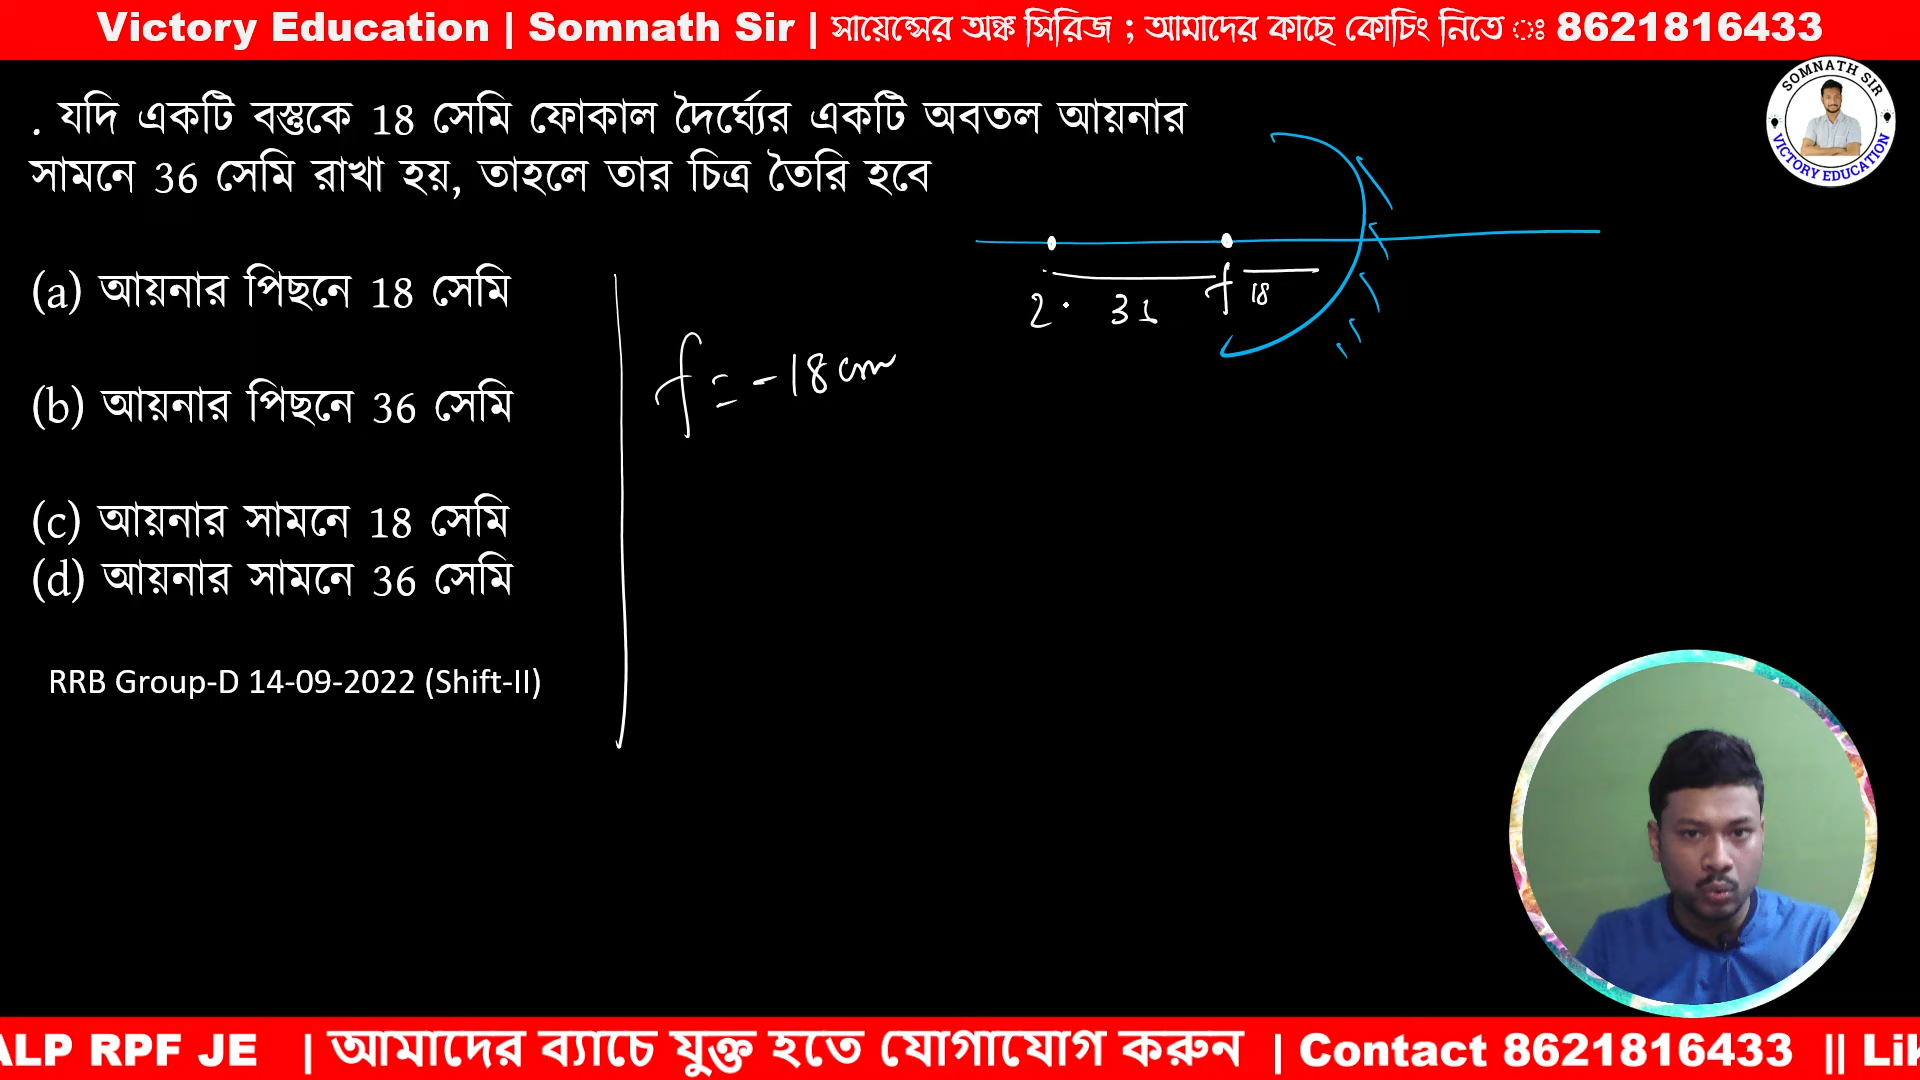 Victory Education | Somnath Sir | সায়েন্সের অঙ্ক সিরিজ ; আমাদের কাছে কোচিং নিতে ঃ 8621816433
SOMNATH SIR
VICTORY EDUCATION
. যদি একটি বস্তুকে 18 সেমি ফোকাল দৈর্ঘ্যের একটি অবতল আয়নার
সামনে 36 সেমি রাখা হয়, তাহলে তার চিত্র তৈরি হবে
(a) আয়নার পিছনে 18 সেমি
(b) আয়নার পিছনে 36 সেমি
(c) আয়নার সামনে 18 সেমি
(d) আয়নার সামনে 36 সেমি
RRB Group-D 14-09-2022 (Shift-II)
f 18
f = -18 cm
ALP RPF JE | আমাদের ব্যাচে যুক্ত হতে যোগাযোগ করুন | Contact 8621816433 || Lik